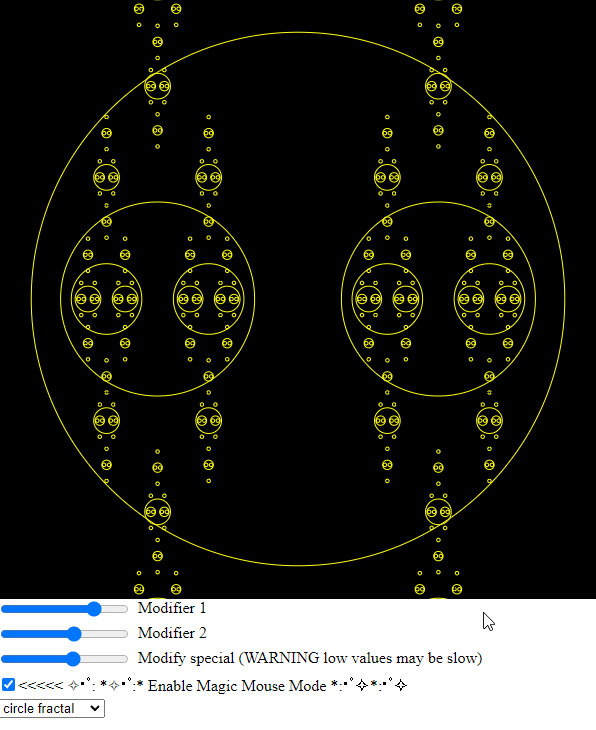 Modifier 1
Modifier 2
Modify special (WARNING low values may be slow)
<<<<< ✧･ﾟ: *✧･ﾟ:* Enable Magic Mouse Mode *:･ﾟ✧*:･ﾟ✧
circle fractal